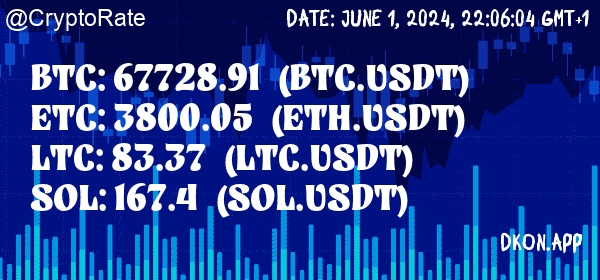 @CryptoRate
DATE: JUNE 1, 2024, 22:06:04 GMT+1
BTC: 67728.91 (BTC.USDT)
ETC: 3800.05 (ETH.USDT)
LTC: 83.37 (LTC.USDT)
SOL: 167.4 (SOL.USDT)
DKON.APP